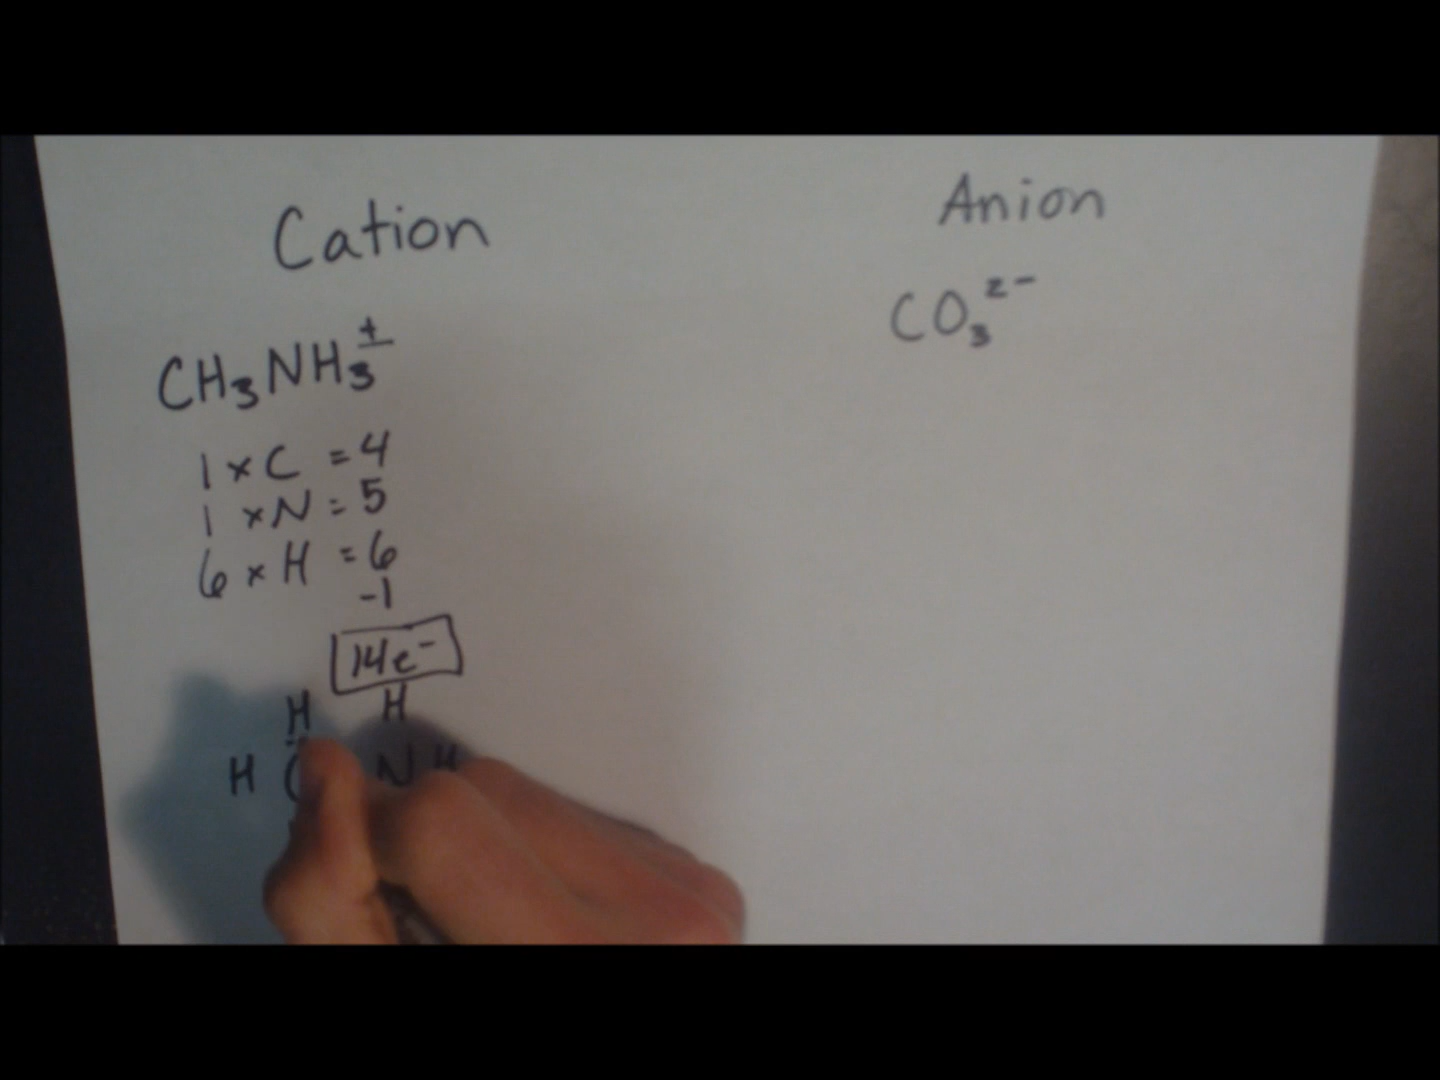 Cation
CH₃NH₃⁺
1 × C = 4
1 × N = 5
6 × H = 6
-1
14e⁻
H H
H C N H
Anion
CO₃²⁻